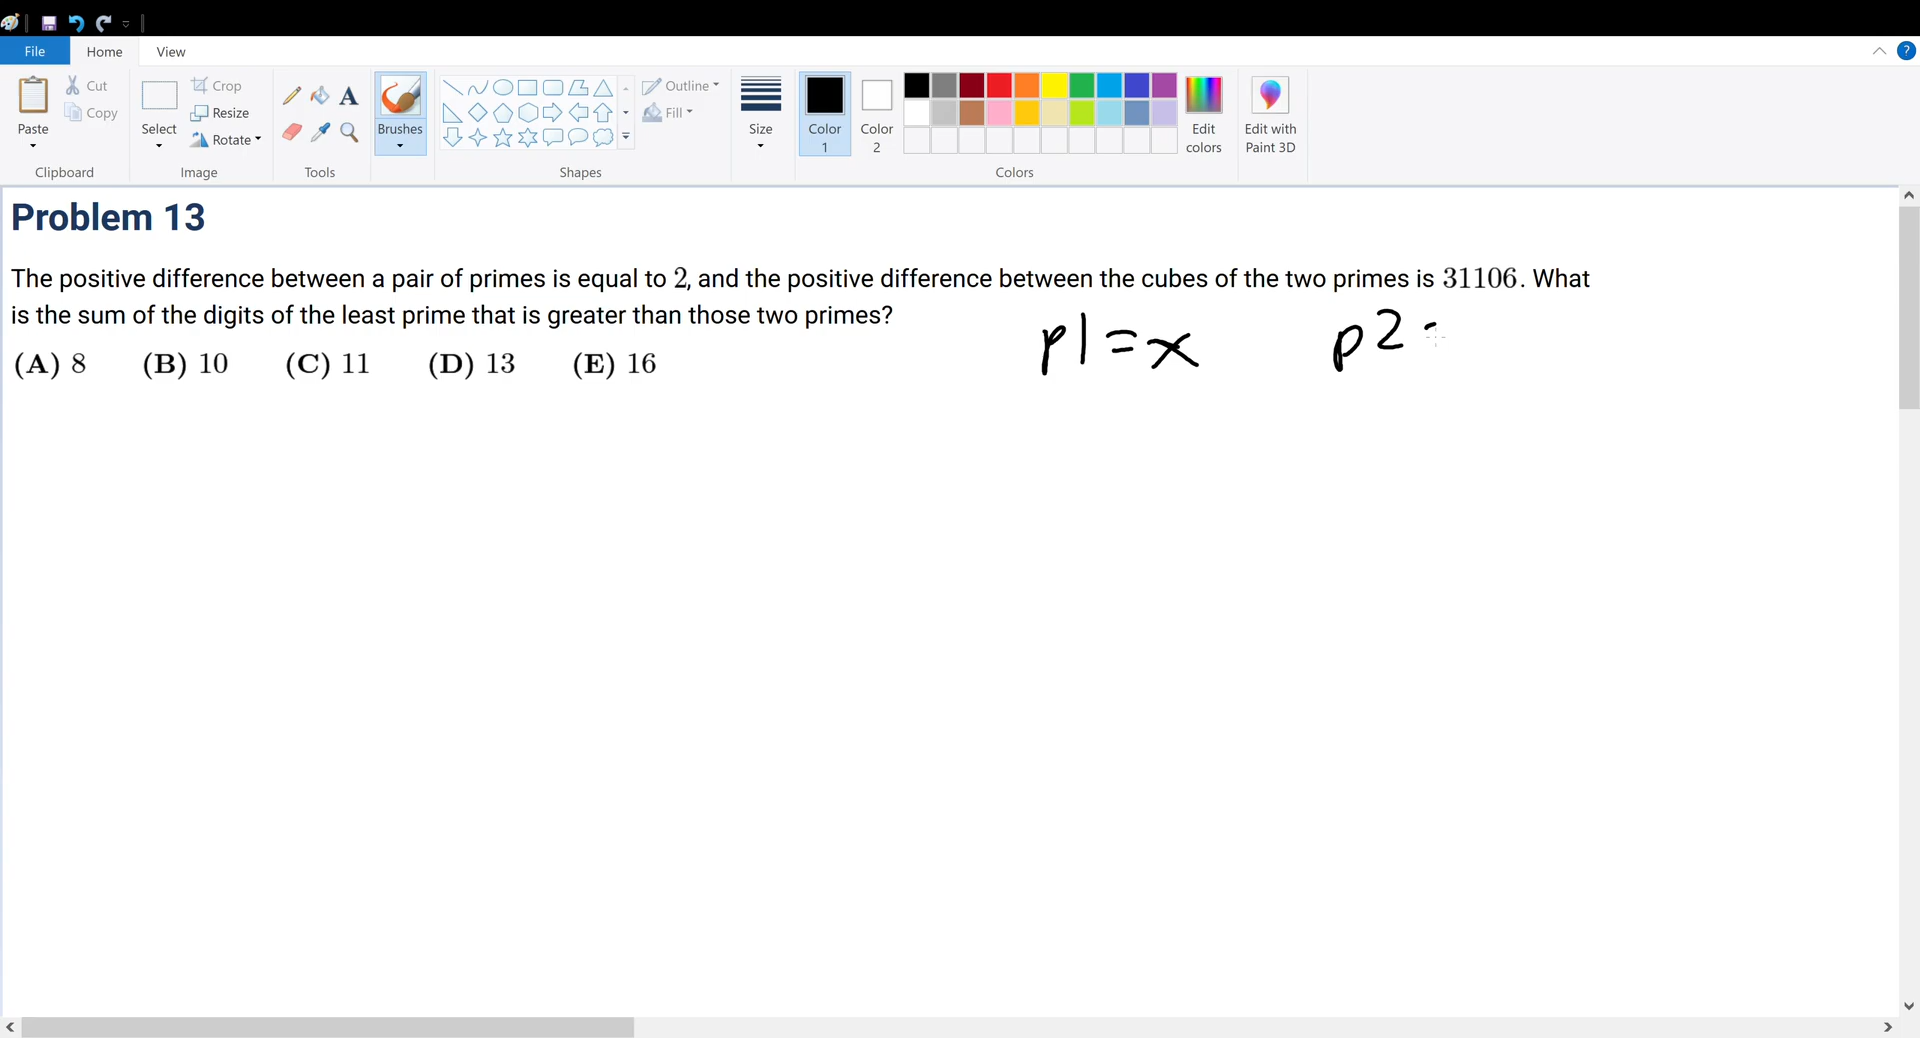 File Home View
Cut Crop Outline
Copy Resize Fill
Paste Select Rotate Brushes Size Color 1 Color 2 Edit colors Edit with Paint 3D
Clipboard Image Tools Shapes Colors
Problem 13
The positive difference between a pair of primes is equal to 2, and the positive difference between the cubes of the two primes is 31106. What
is the sum of the digits of the least prime that is greater than those two primes?
p1 = x p2 =
(A) 8 (B) 10 (C) 11 (D) 13 (E) 16